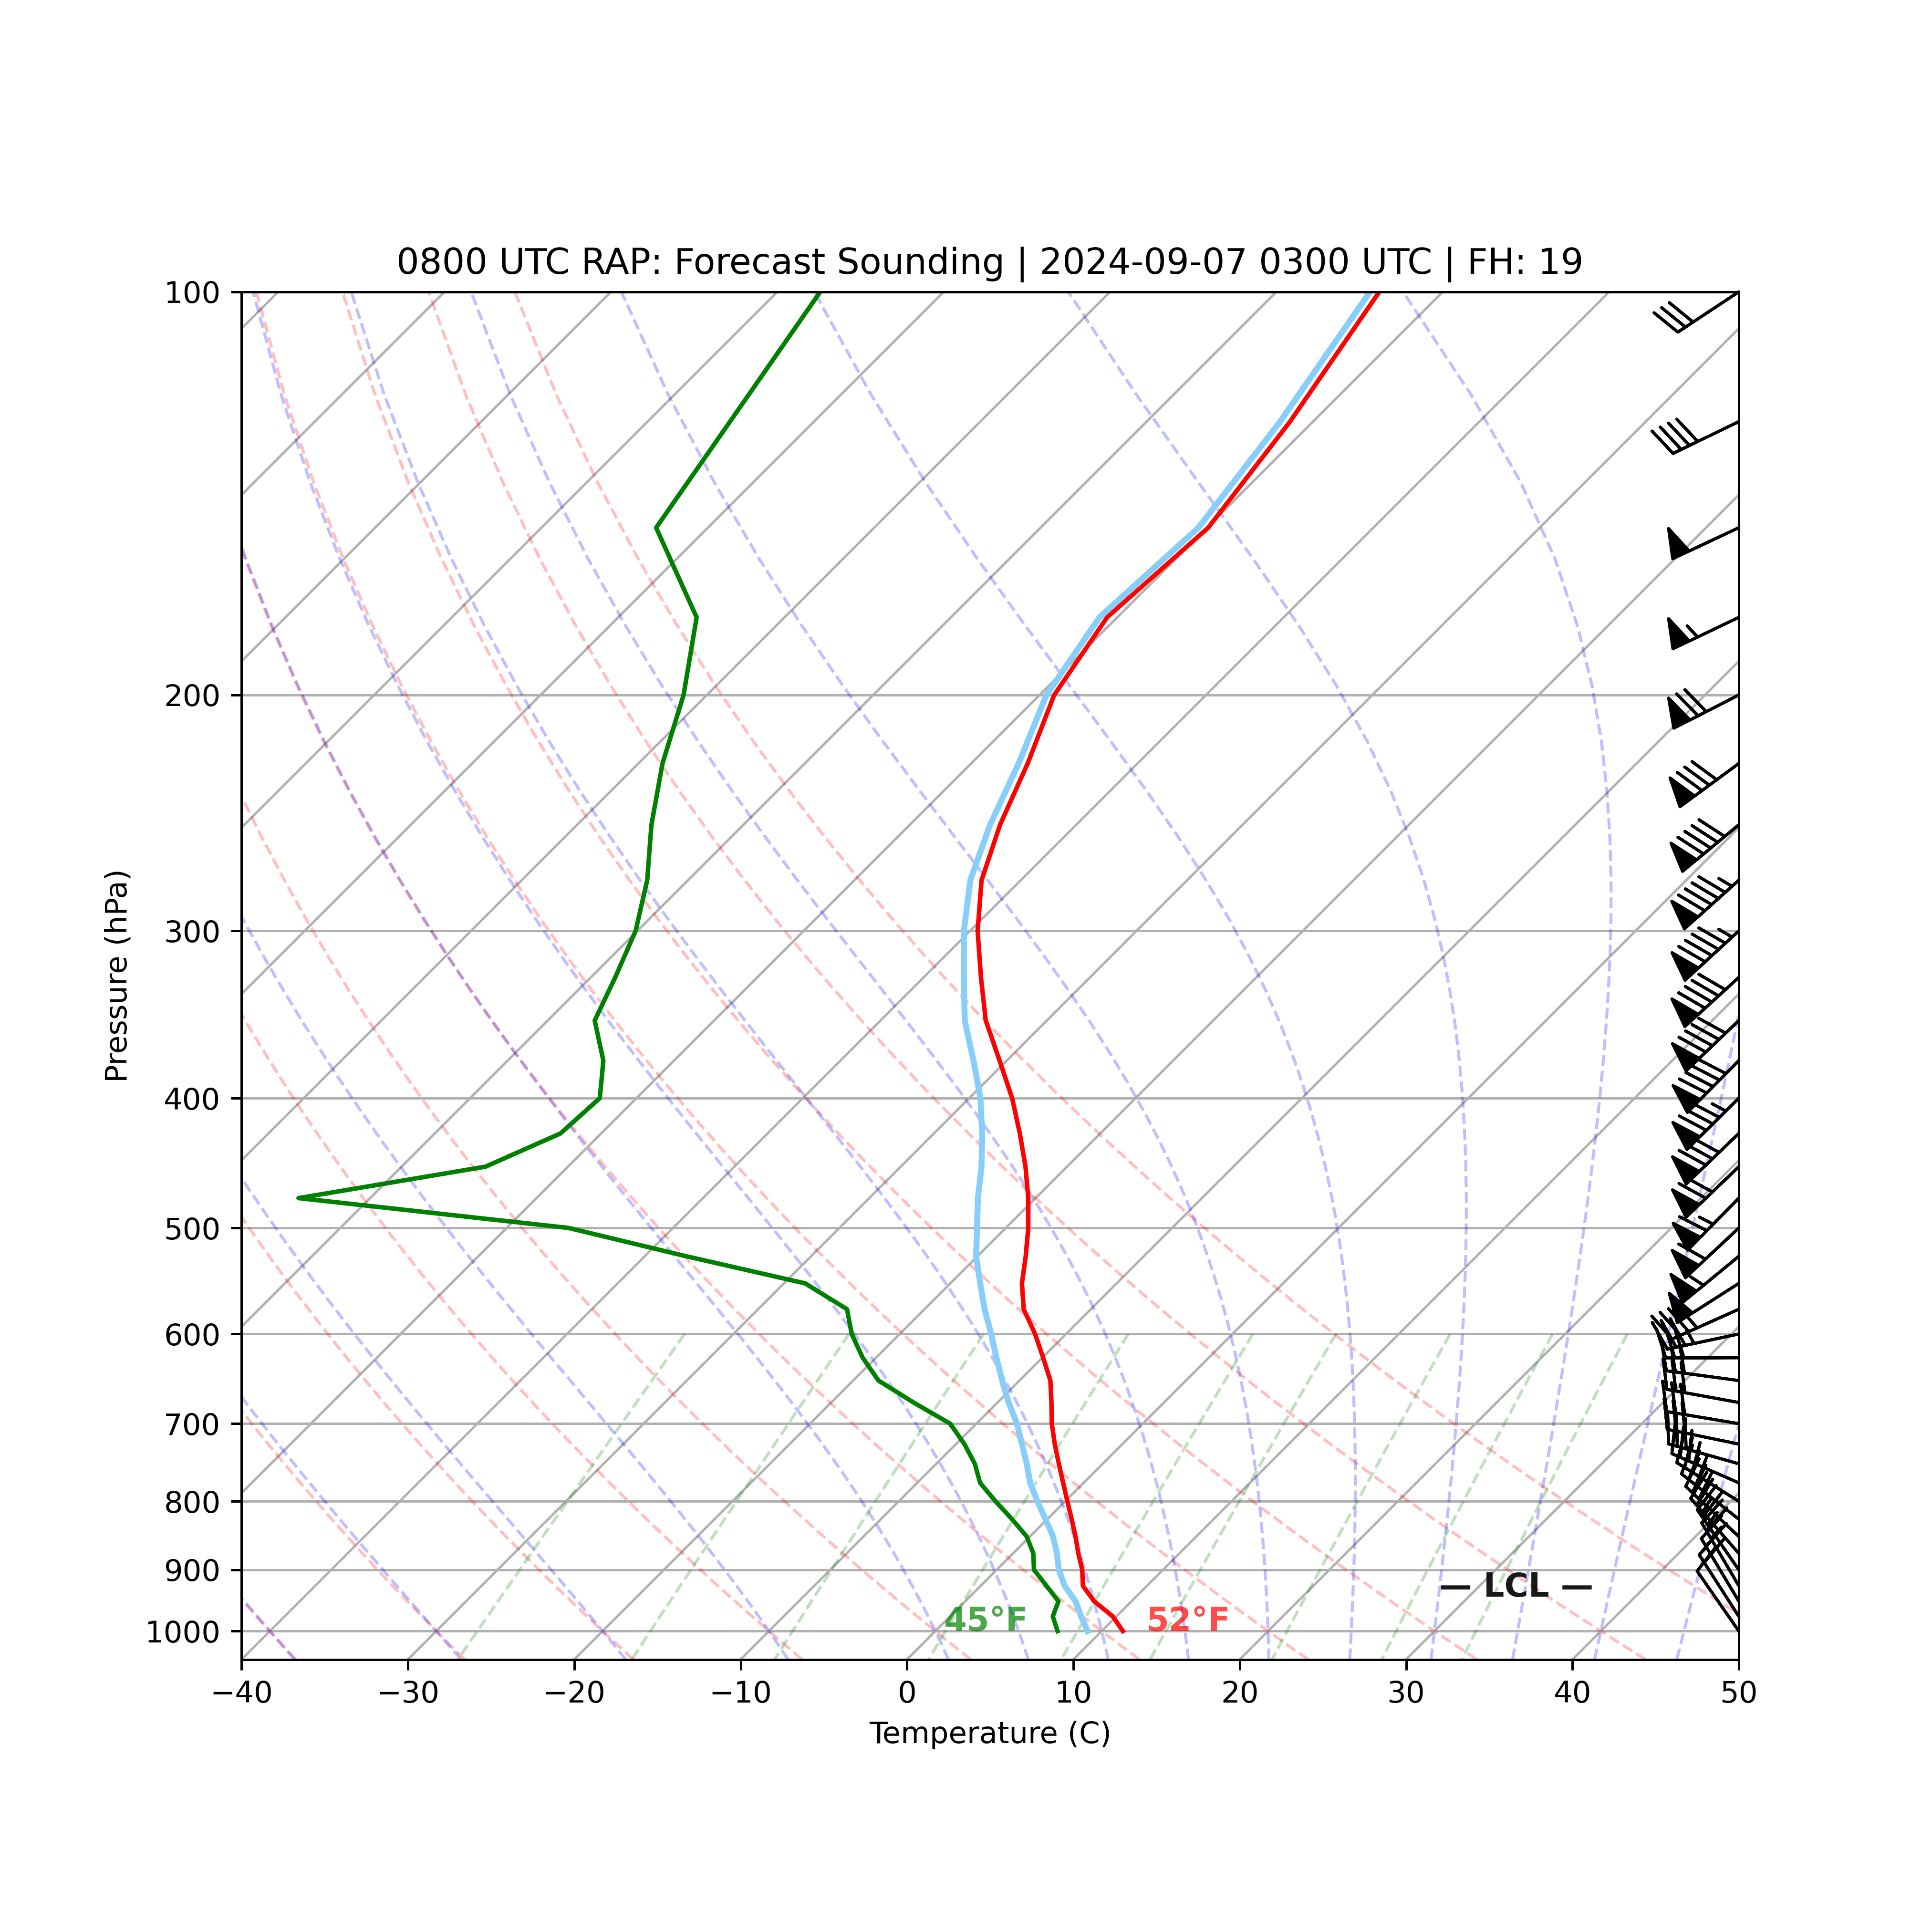 0800 UTC RAP: Forecast Sounding | 2024-09-07 0300 UTC | FH: 19
100
200
300
400
500
600
700
800
900
1000
Pressure (hPa)
— LCL —
45°F
52°F
−40 −30 −20 −10 0 10 20 30 40 50
Temperature (C)